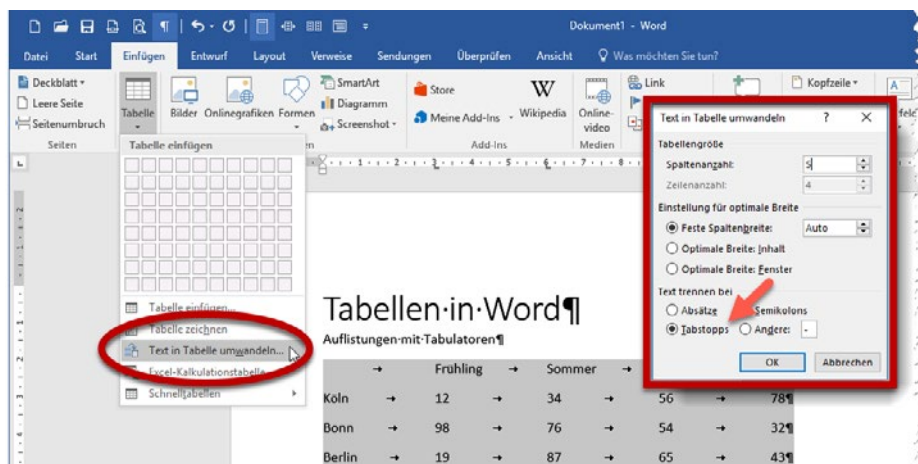 Dokument1 - Word
Datei Start Einfügen Entwurf Layout Verweise Sendungen Überprüfen Ansicht Was möchten Sie tun?
Deckblatt
Leere Seite
Seitenumbruch
Seiten
Tabelle
Bilder Onlinegrafiken Formen
SmartArt
Diagramm
Screenshot
Store
Meine Add-Ins
Wikipedia
Add-Ins
Online-
video
Medien
Link
Kopfzeile
Tabelle einfügen
Tabelle einfügen...
Tabelle zeichnen
Text in Tabelle umwandeln...
Excel-Kalkulationstabelle
Schnelltabellen
Text in Tabelle umwandeln ? ×
Tabellengröße
Spaltenanzahl: 5
Zeilenanzahl: 4
Einstellung für optimale Breite
Feste Spaltenbreite: Auto
Optimale Breite: Inhalt
Optimale Breite: Fenster
Text trennen bei
Absätze Semikolons
Tabstopps Andere: -
OK Abbrechen
Tabellen·in·Word¶
Auflistungen·mit·Tabulatoren¶
→ Frühling → Sommer →
Köln → 12 → 34 → 56 → 78¶
Bonn → 98 → 76 → 54 → 32¶
Berlin → 19 → 87 → 65 → 43¶